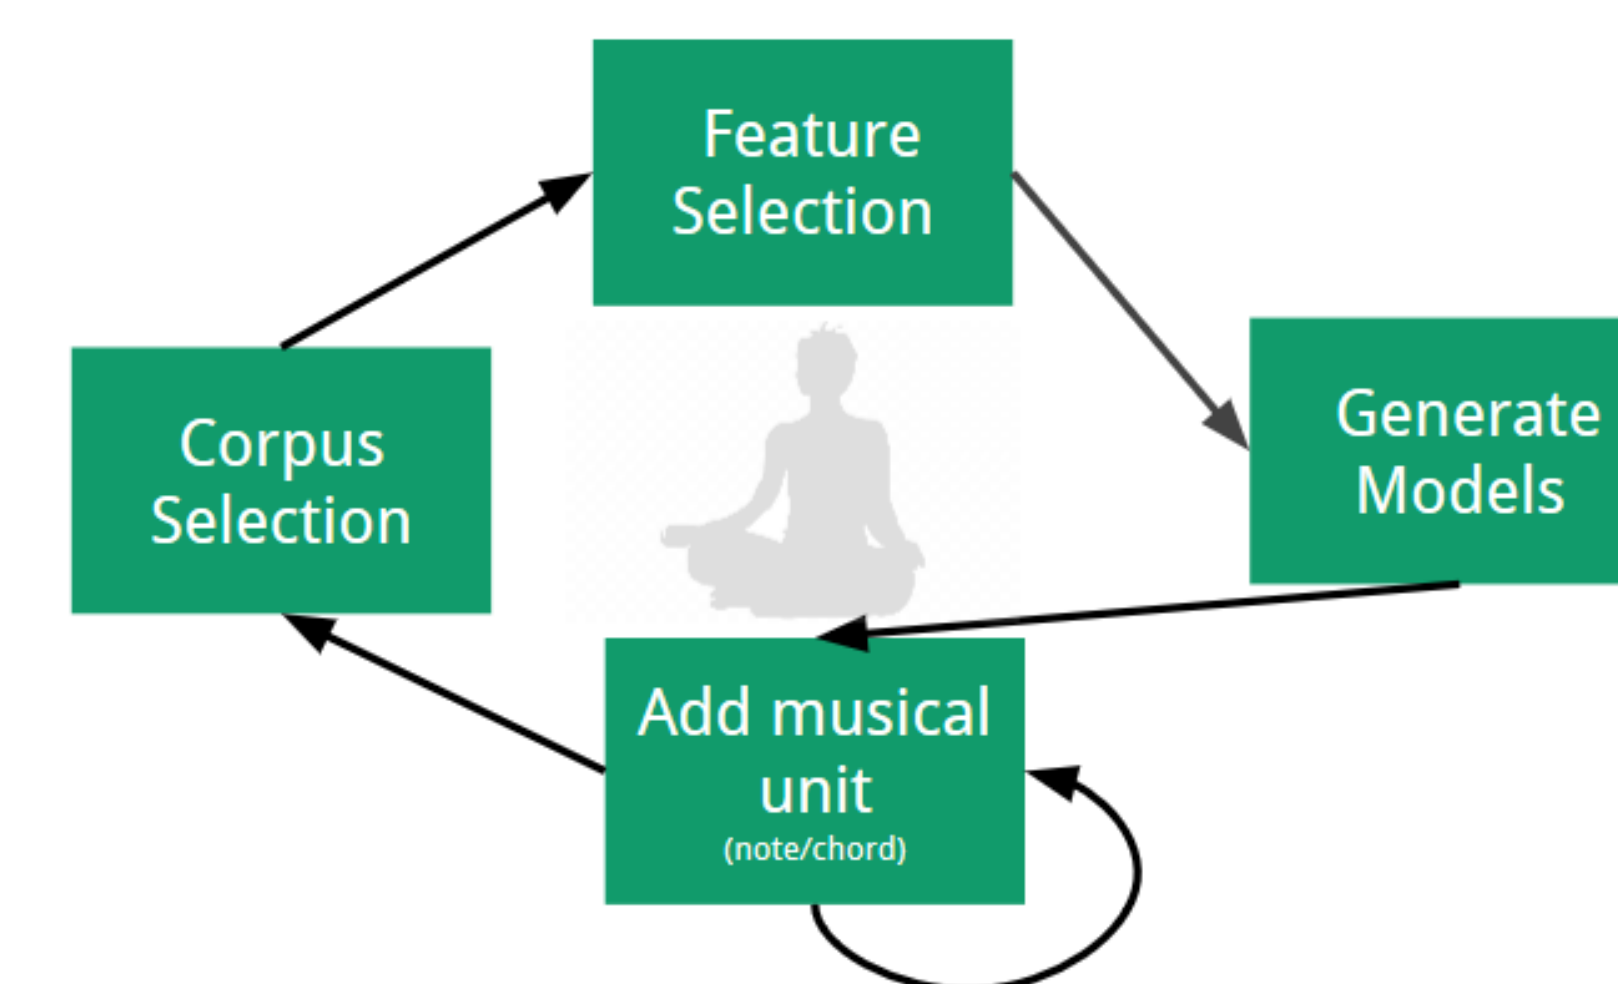 Feature
Selection
Corpus
Selection
Generate
Models
Add musical
unit
(note/chord)